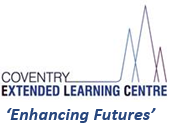 COVENTRY
EXTENDED LEARNING CENTRE
‘Enhancing Futures’